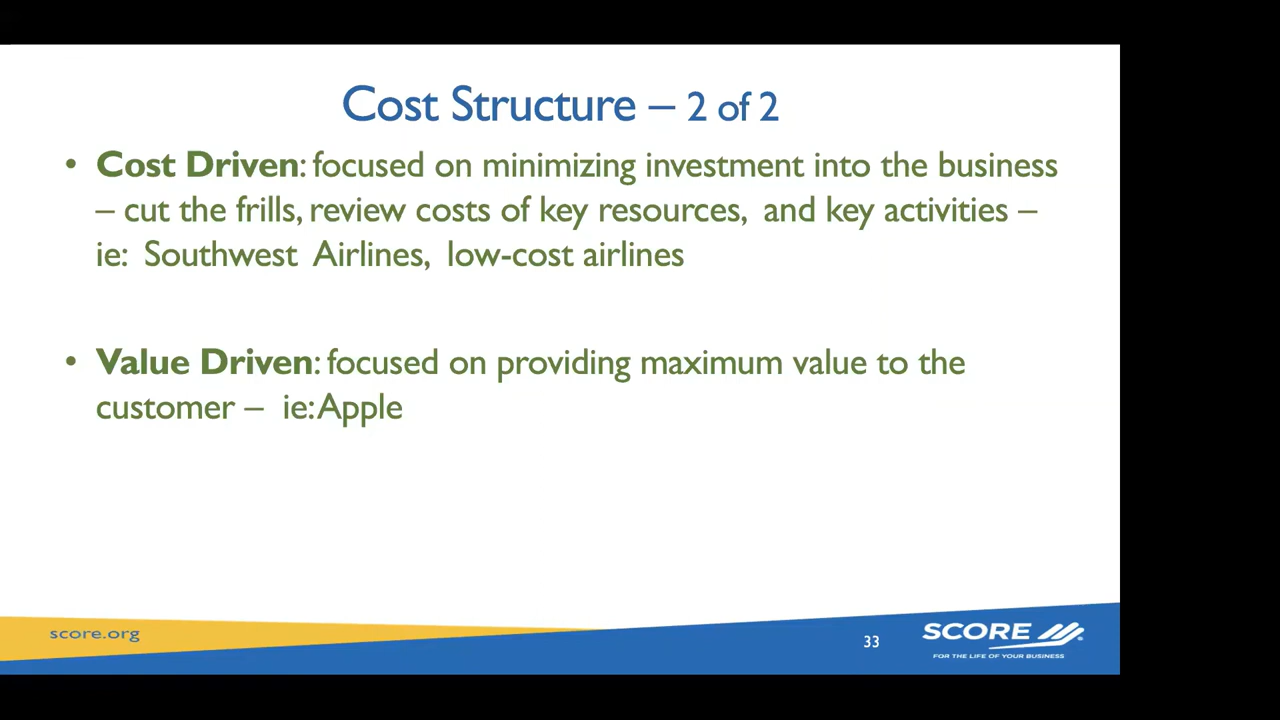 Cost Structure – 2 of 2
• Cost Driven: focused on minimizing investment into the business
– cut the frills, review costs of key resources, and key activities –
ie: Southwest Airlines, low-cost airlines
• Value Driven: focused on providing maximum value to the
customer – ie: Apple
score.org
33
SCORE
FOR THE LIFE OF YOUR BUSINESS